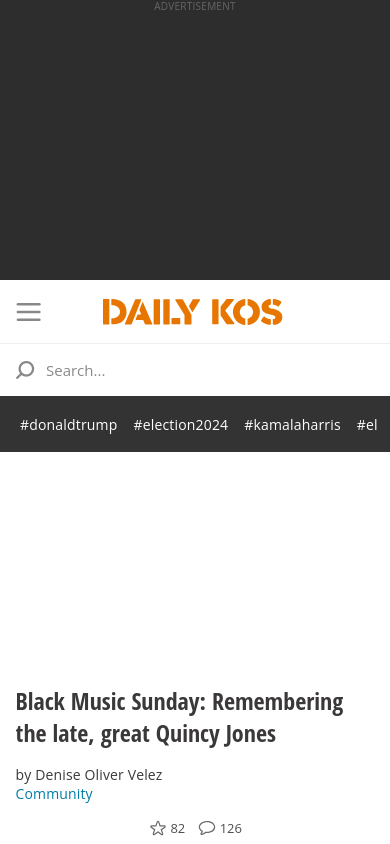 ADVERTISEMENT
DAILY KOS
Search...
#donaldtrump #election2024 #kamalaharris #el
Black Music Sunday: Remembering
the late, great Quincy Jones
by Denise Oliver Velez
Community
82 126